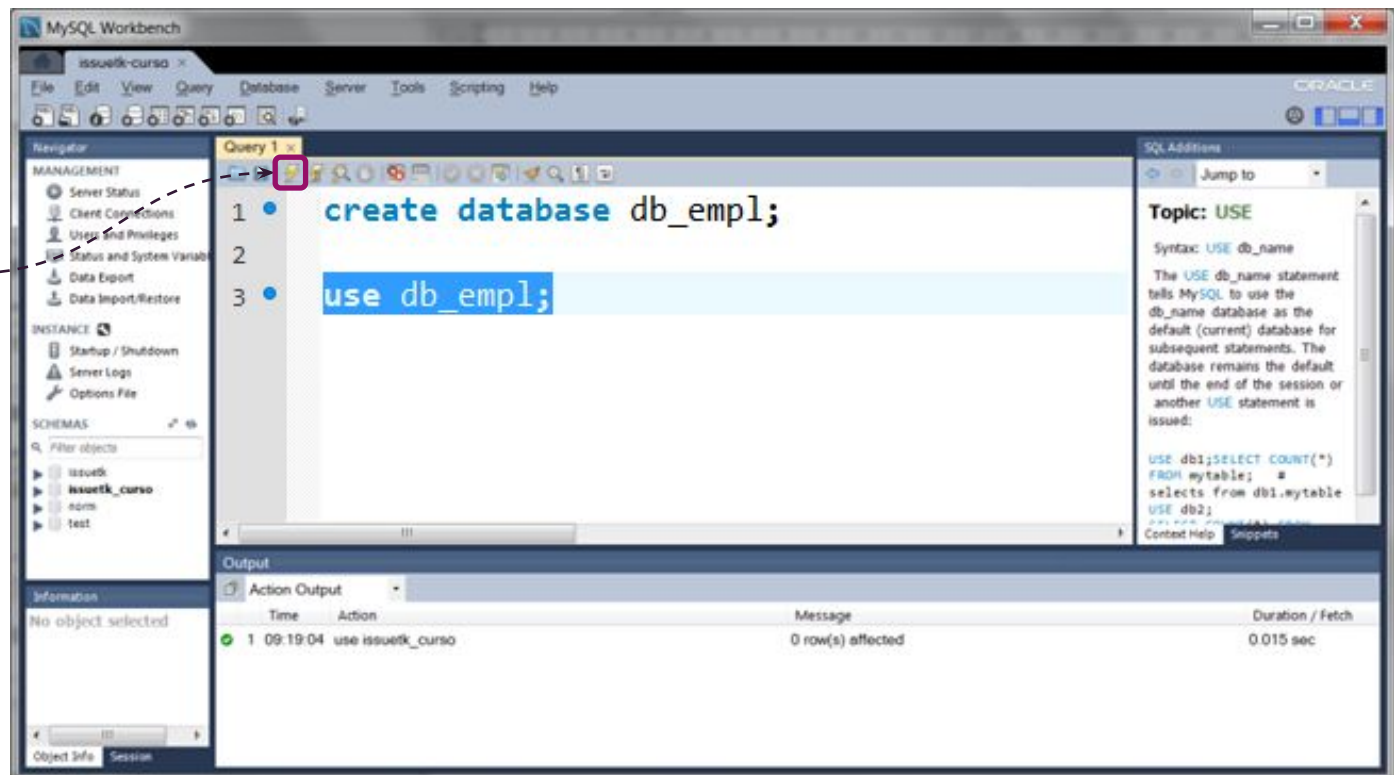 MySQL Workbench
issuetk-curso ×
File Edit View Query Database Server Tools Scripting Help
ORACLE
Navigator
MANAGEMENT
Server Status
Client Connections
Users and Privileges
Status and System Variabl
Data Export
Data Import/Restore
INSTANCE
Startup / Shutdown
Server Logs
Options File
SCHEMAS
Filter objects
issuetk
issuetk_curso
norm
test
Information
No object selected
Object Info Session
Query 1 ×
1 create database db_empl;
2
3 use db_empl;
SQL Additions
Jump to
Topic: USE
Syntax: USE db_name
The USE db_name statement
tells MySQL to use the
db_name database as the
default (current) database for
subsequent statements. The
database remains the default
until the end of the session or
another USE statement is
issued:
USE db1;SELECT COUNT(*)
FROM mytable; #
selects from db1.mytable
USE db2;
Context Help Snippets
Output
Action Output
Time Action Message Duration / Fetch
1 09:19:04 use issuetk_curso 0 row(s) affected 0.015 sec